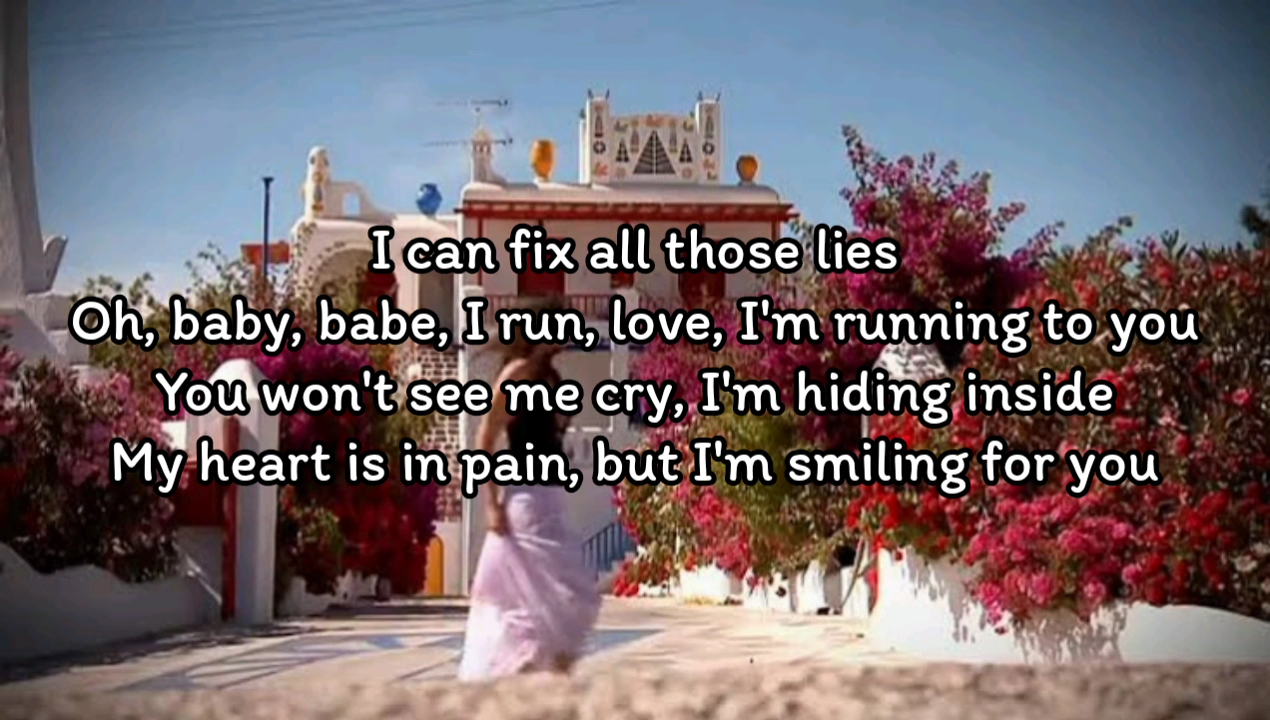 I can fix all those lies
Oh, baby, babe, I run, love, I'm running to you
You won't see me cry, I'm hiding inside
My heart is in pain, but I'm smiling for you